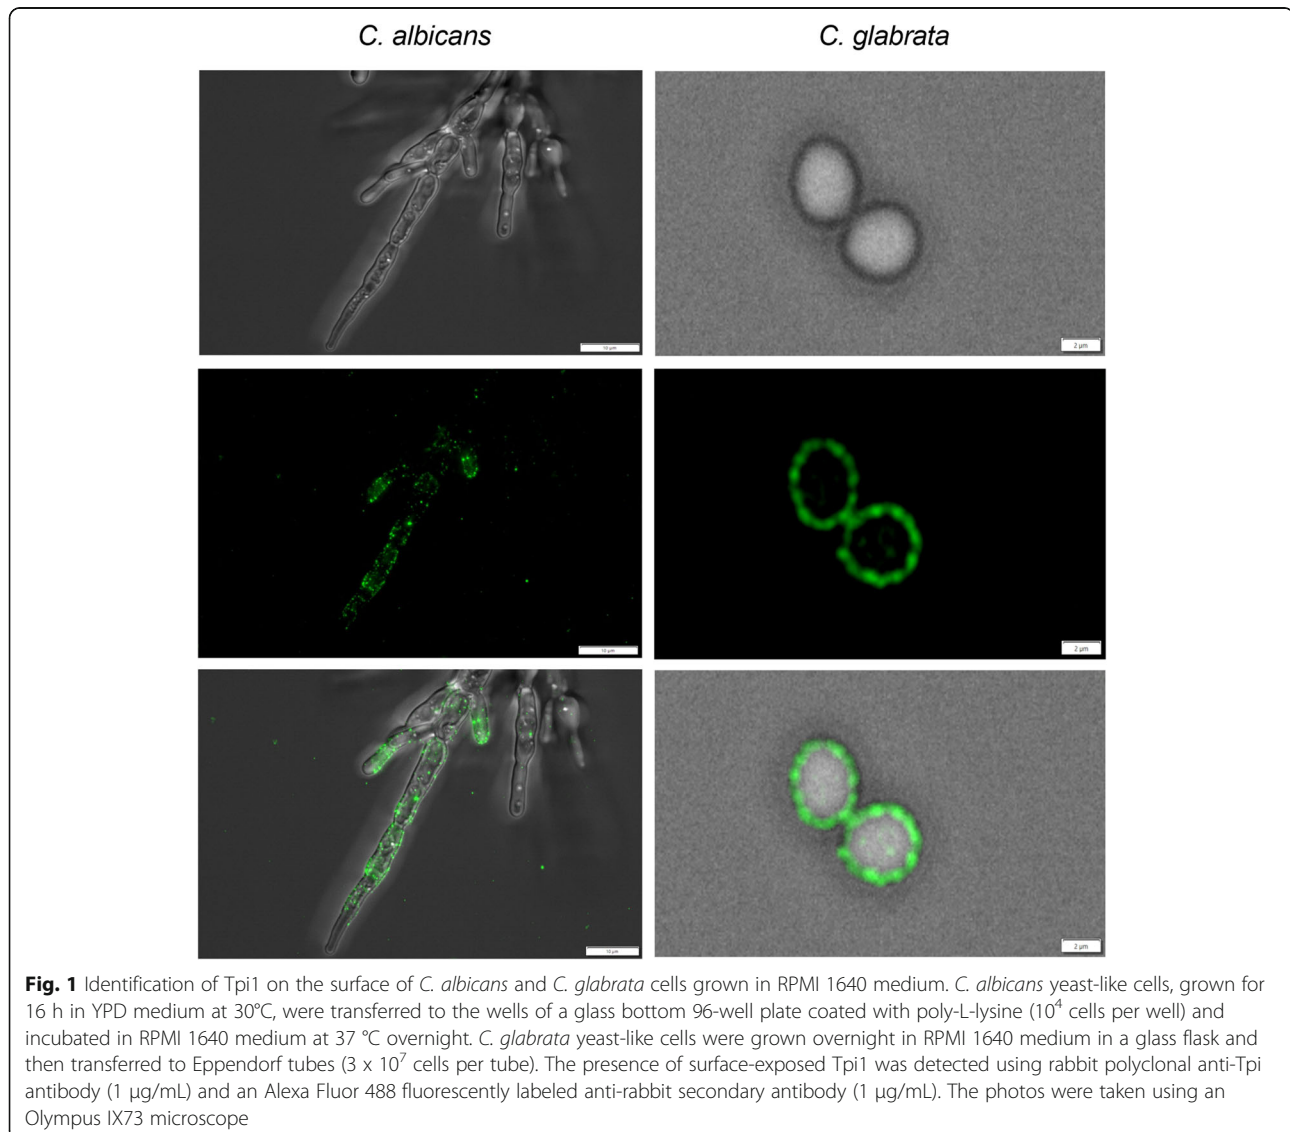 C. albicans
C. glabrata
10 µm
2 µm
10 µm
2 µm
10 µm
2 µm
Fig. 1 Identification of Tpi1 on the surface of C. albicans and C. glabrata cells grown in RPMI 1640 medium. C. albicans yeast-like cells, grown for
16 h in YPD medium at 30°C, were transferred to the wells of a glass bottom 96-well plate coated with poly-L-lysine (10⁴ cells per well) and
incubated in RPMI 1640 medium at 37 °C overnight. C. glabrata yeast-like cells were grown overnight in RPMI 1640 medium in a glass flask and
then transferred to Eppendorf tubes (3 x 10⁷ cells per tube). The presence of surface-exposed Tpi1 was detected using rabbit polyclonal anti-Tpi
antibody (1 µg/mL) and an Alexa Fluor 488 fluorescently labeled anti-rabbit secondary antibody (1 µg/mL). The photos were taken using an
Olympus IX73 microscope